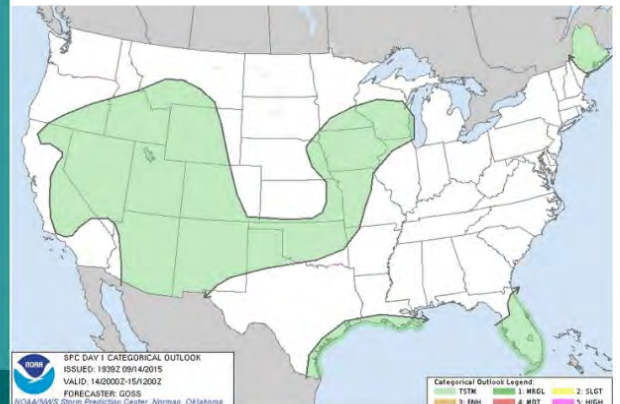 SPC DAY 1 CATEGORICAL OUTLOOK
ISSUED: 1939Z 09/14/2015
VALID: 14/2000Z-15/1200Z
FORECASTER: GOSS
NOAA/NWS Storm Prediction Center, Norman, Oklahoma
noaa
Categorical Outlook Legend:
TSTM 1: MRGL 2: SLGT
3: ENH 4: MDT 5: HIGH